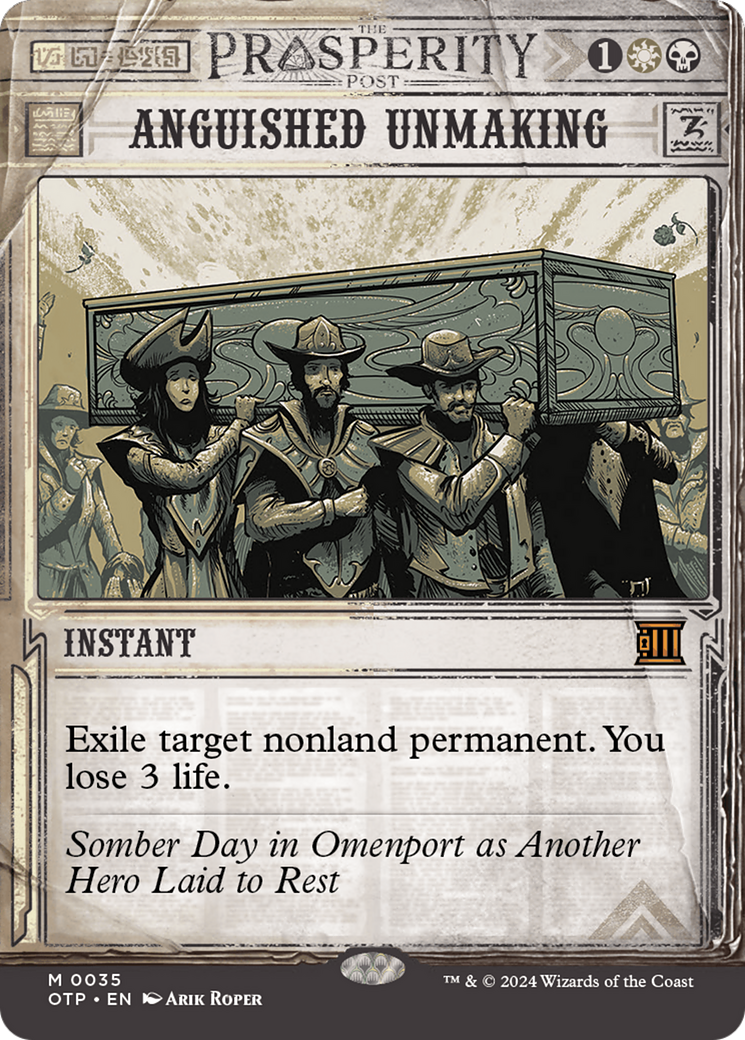 THE
PROSPERITY
POST
1
ANGUISHED UNMAKING
INSTANT
Exile target nonland permanent. You
lose 3 life.
Somber Day in Omenport as Another
Hero Laid to Rest
M 0035
OTP • EN Arik Roper
™ & © 2024 Wizards of the Coast